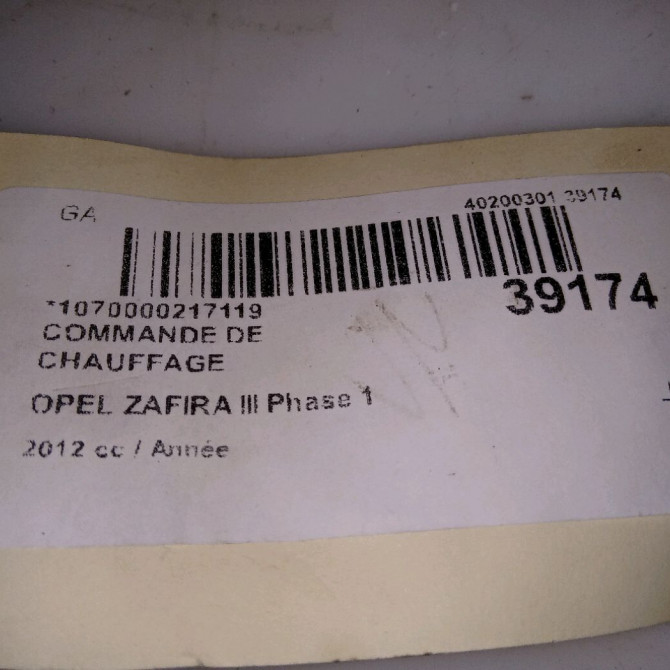 GA
40200301 39174
*1070000217119
39174
COMMANDE DE
CHAUFFAGE
OPEL ZAFIRA III Phase 1
2012 cc / Année